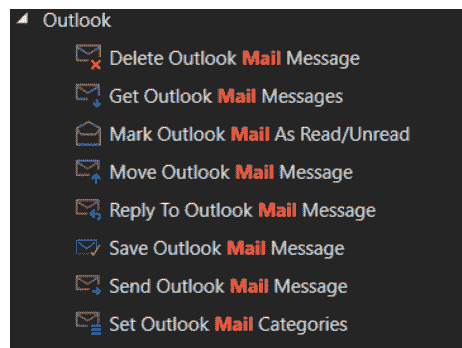 Outlook
Delete Outlook Mail Message
Get Outlook Mail Messages
Mark Outlook Mail As Read/Unread
Move Outlook Mail Message
Reply To Outlook Mail Message
Save Outlook Mail Message
Send Outlook Mail Message
Set Outlook Mail Categories